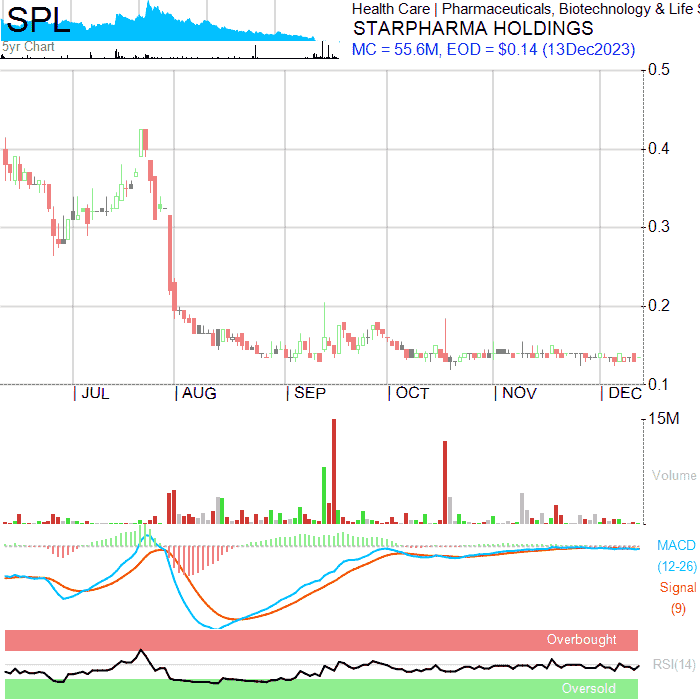 SPL
5yr Chart
Health Care | Pharmaceuticals, Biotechnology & Life S
STARPHARMA HOLDINGS
MC = 55.6M, EOD = $0.14 (13Dec2023)
0.5
0.4
0.3
0.2
0.1
JUL AUG SEP OCT NOV DEC
15M
Volume
MACD
(12-26)
Signal
(9)
Overbought
RSI(14)
Oversold